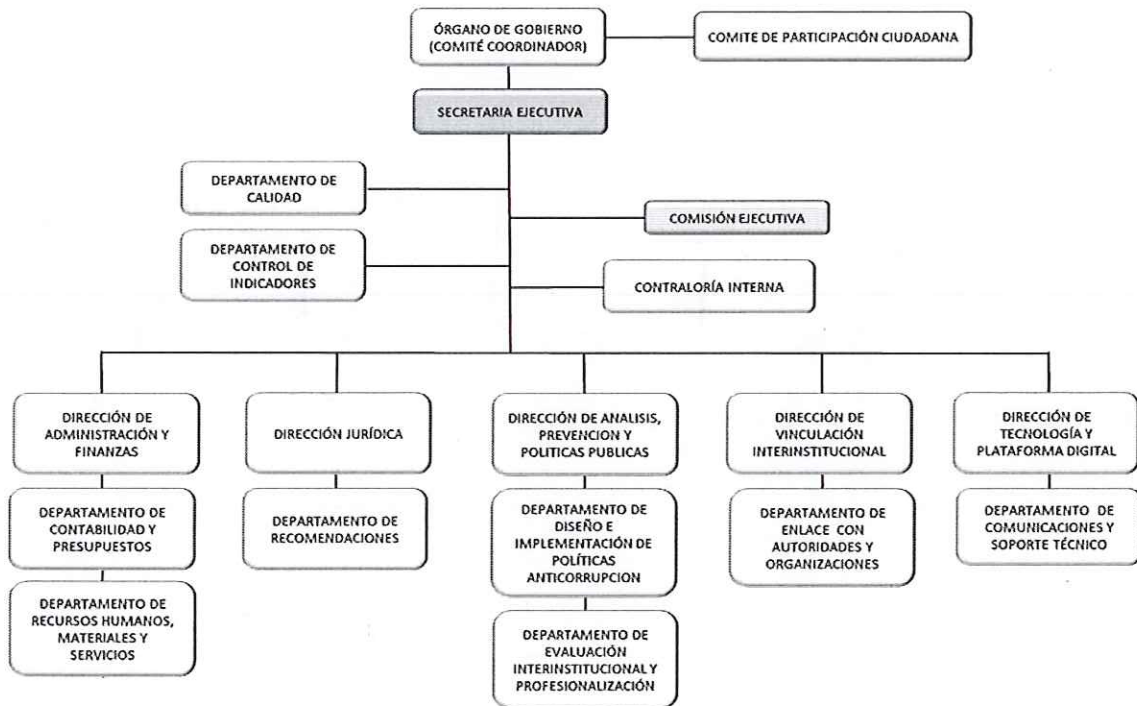 ÓRGANO DE GOBIERNO
(COMITÉ COORDINADOR)
COMITE DE PARTICIPACIÓN CIUDADANA
SECRETARIA EJECUTIVA
DEPARTAMENTO DE
CALIDAD
COMISIÓN EJECUTIVA
DEPARTAMENTO DE
CONTROL DE
INDICADORES
CONTRALORÍA INTERNA
DIRECCIÓN DE
ADMINISTRACIÓN Y
FINANZAS
DIRECCIÓN JURÍDICA
DIRECCIÓN DE ANALISIS,
PREVENCION Y
POLITICAS PUBLICAS
DIRECCIÓN DE
VINCULACIÓN
INTERINSTITUCIONAL
DIRECCIÓN DE
TECNOLOGÍA Y
PLATAFORMA DIGITAL
DEPARTAMENTO DE
CONTABILIDAD Y
PRESUPUESTOS
DEPARTAMENTO DE
RECOMENDACIONES
DEPARTAMENTO DE
DISEÑO E
IMPLEMENTACIÓN DE
POLÍTICAS
ANTICORRUPCION
DEPARTAMENTO DE
ENLACE CON
AUTORIDADES Y
ORGANIZACIONES
DEPARTAMENTO DE
COMUNICACIONES Y
SOPORTE TÉCNICO
DEPARTAMENTO DE
RECURSOS HUMANOS,
MATERIALES Y
SERVICIOS
DEPARTAMENTO DE
EVALUACIÓN
INTERINSTITUCIONAL Y
PROFESIONALIZACIÓN